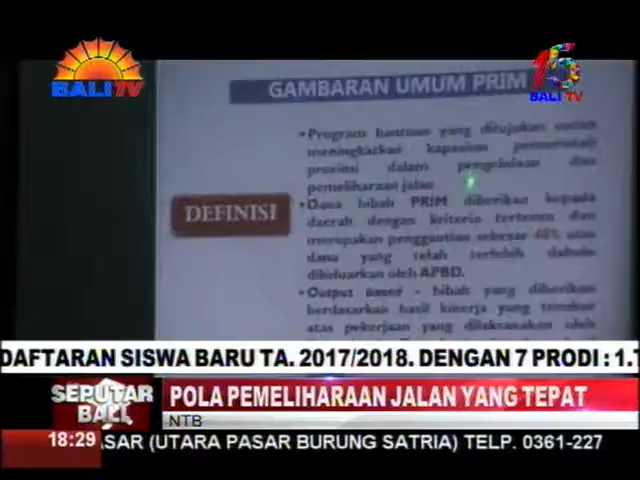 BALI TV
15
BALI TV
GAMBARAN UMUM PRIM
DEFINISI
•Program bantuan yang ditujukan untuk
meningkatkan kapasitas pemerintah
provinsi dalam pengelolaan dan
pemeliharaan jalan
•Dana hibah PRIM diberikan kepada
daerah dengan kriteria tertentu dan
merupakan penggantian sebesar 40% atas
dana yang telah terlebih dahulu
dikeluarkan oleh APBD.
•Output based - hibah yang diberikan
berdasarkan hasil kinerja yang terukur
atas pekerjaan yang dilaksanakan oleh
DAFTARAN SISWA BARU TA. 2017/2018. DENGAN 7 PRODI : 1.
SEPUTAR
BALI
POLA PEMELIHARAAN JALAN YANG TEPAT
NTB
18:29
ASAR (UTARA PASAR BURUNG SATRIA) TELP. 0361-227